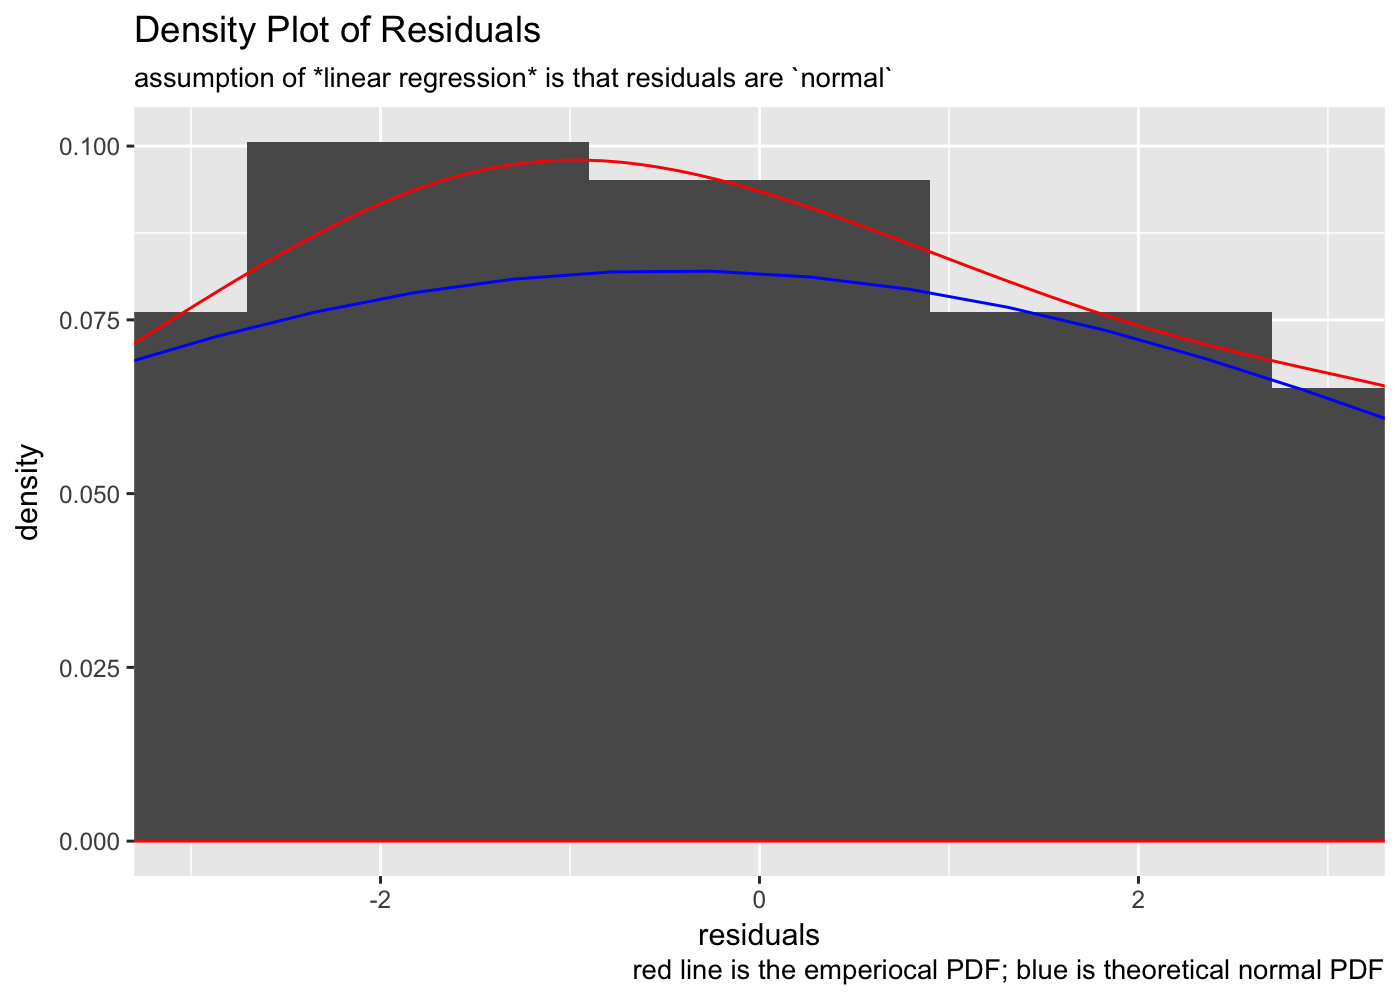 Density Plot of Residuals
assumption of *linear regression* is that residuals are `normal`
0.100
0.075
0.050
0.025
0.000
density
-2 0 2
residuals
red line is the emperiocal PDF; blue is theoretical normal PDF